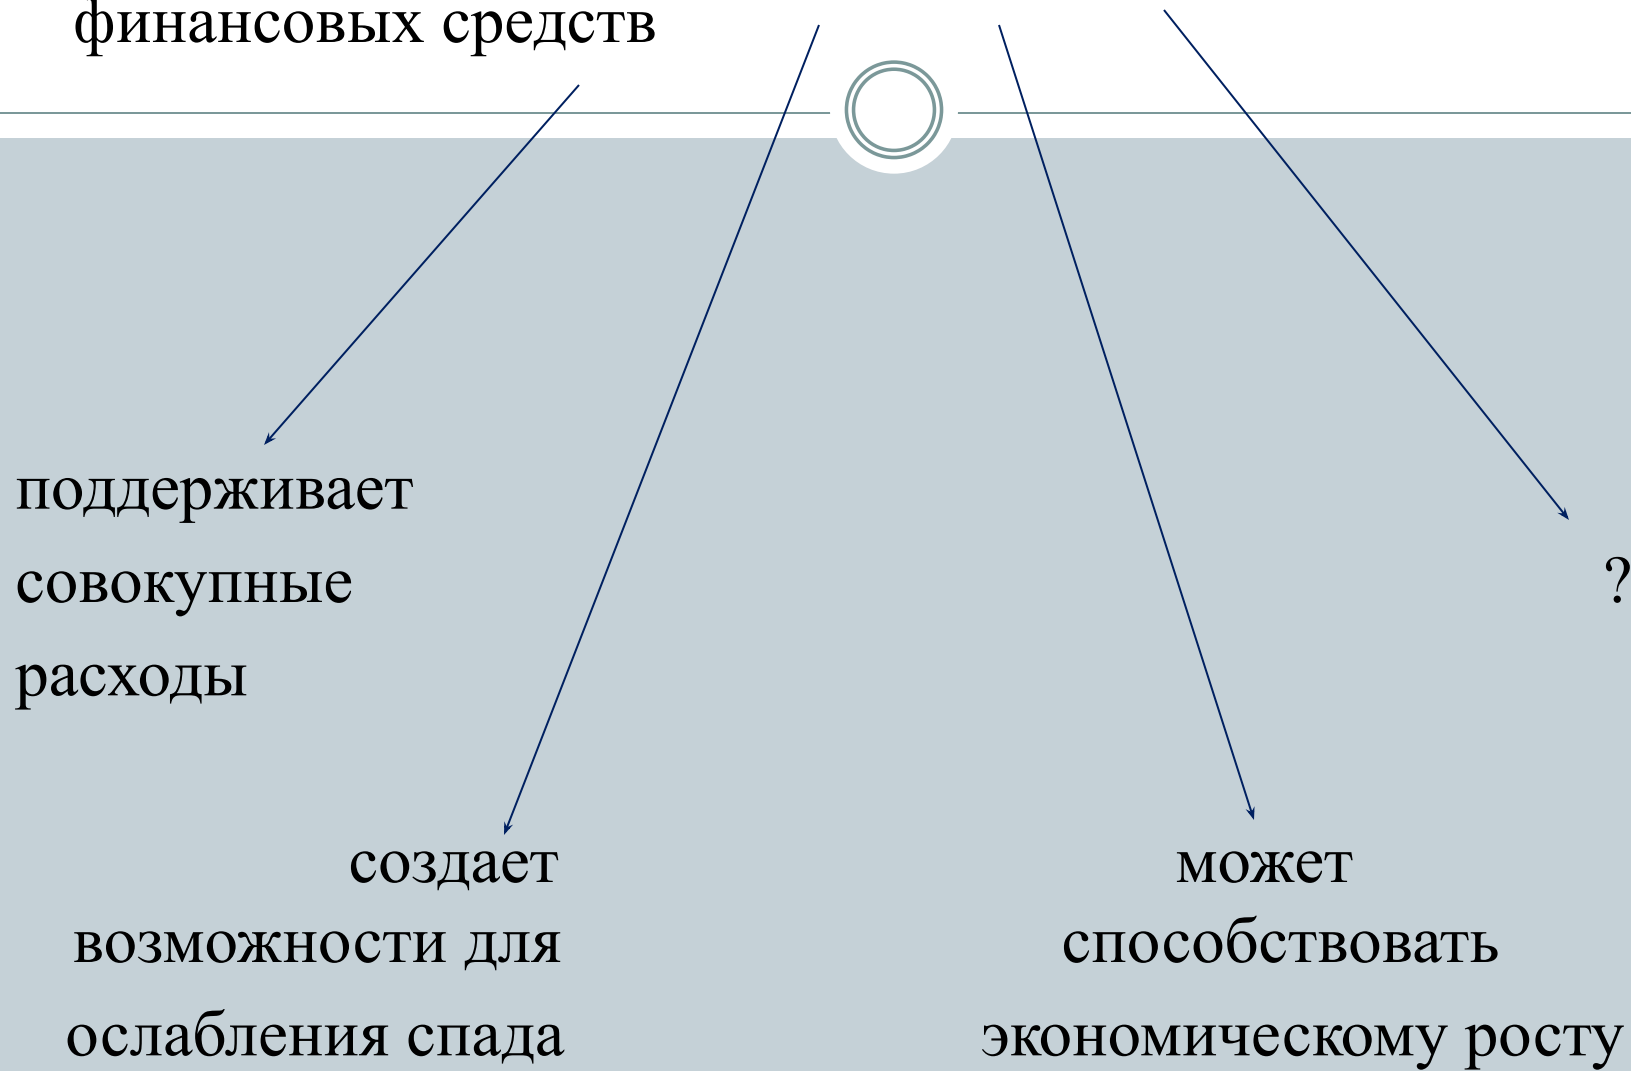 финансовых средств
поддерживает
совокупные
расходы
?
создает
возможности для
ослабления спада
может
способствовать
экономическому росту